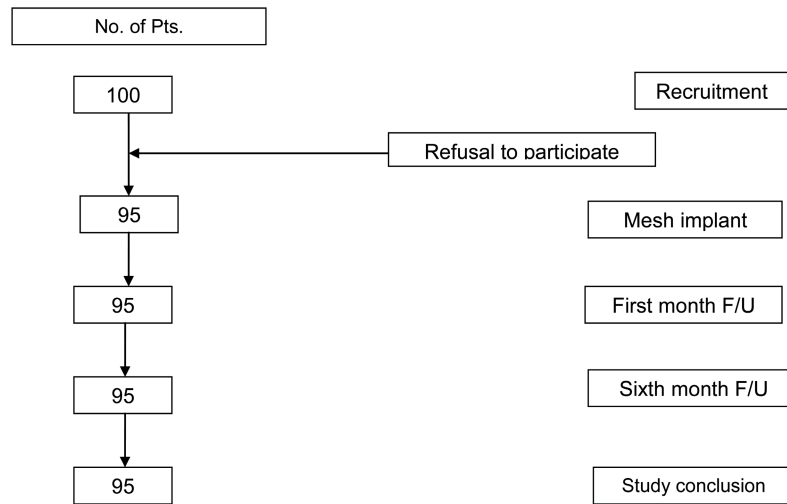 No. of Pts.
100
Recruitment
Refusal to participate
95
Mesh implant
95
First month F/U
95
Sixth month F/U
95
Study conclusion